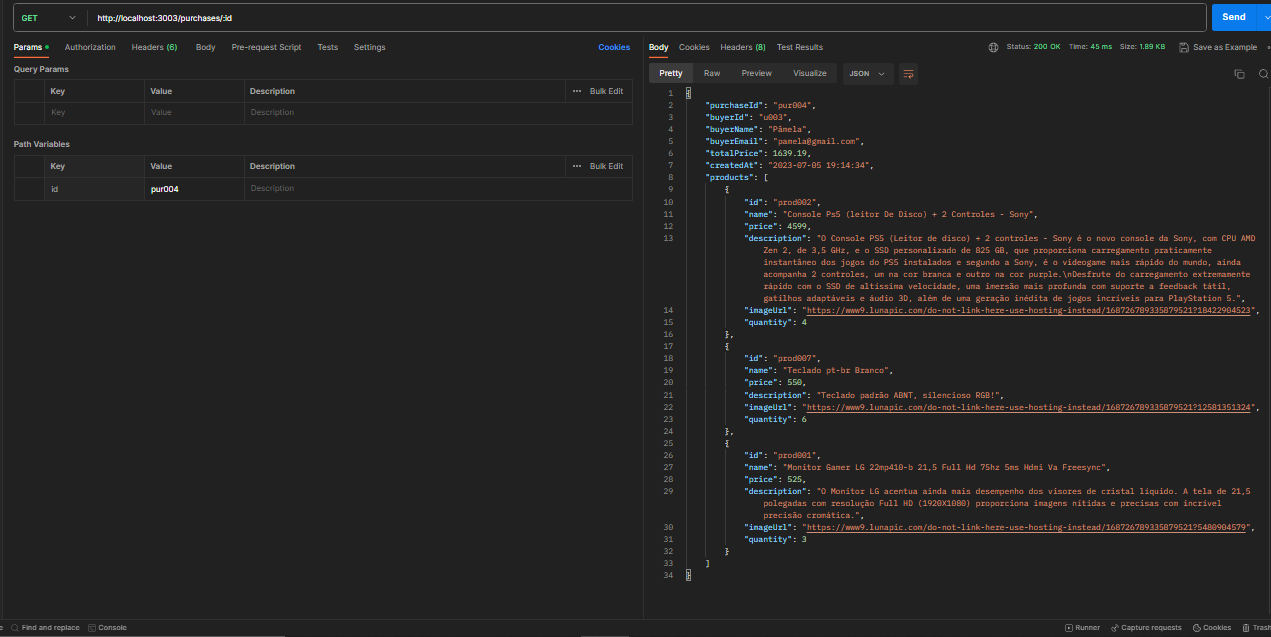 GET http://localhost:3003/purchases/:id Send
Params Authorization Headers (6) Body Pre-request Script Tests Settings Cookies
Query Params
Key Value Description ••• Bulk Edit
Key Value Description
Path Variables
Key Value Description ••• Bulk Edit
id pur004 Description
Body Cookies Headers (8) Test Results Status: 200 OK Time: 45 ms Size: 1.89 KB Save as Example
Pretty Raw Preview Visualize JSON
1 {
2 "purchaseId": "pur004",
3 "buyerId": "u003",
4 "buyerName": "Pâmela",
5 "buyerEmail": "pamela@gmail.com",
6 "totalPrice": 1639.19,
7 "createdAt": "2023-07-05 19:14:34",
8 "products": [
9 {
10 "id": "prod002",
11 "name": "Console Ps5 (leitor De Disco) + 2 Controles - Sony",
12 "price": 4599,
13 "description": "O Console PS5 (Leitor de disco) + 2 controles - Sony é o novo console da Sony, com CPU AMD
Zen 2, de 3,5 GHz, e o SSD personalizado de 825 GB, que proporciona carregamento praticamente
instantâneo dos jogos do PS5 instalados e segundo a Sony, é o videogame mais rápido do mundo, ainda
acompanha 2 controles, um na cor branca e outro na cor purple.\nDesfrute do carregamento extremamente
rápido com o SSD de altíssima velocidade, uma imersão mais profunda com suporte a feedback tátil,
gatilhos adaptáveis e áudio 3D, além de uma geração inédita de jogos incríveis para PlayStation 5.",
14 "imageUrl": "https://www9.lunapic.com/do-not-link-here-use-hosting-instead/168726789335879521?18422904523",
15 "quantity": 4
16 },
17 {
18 "id": "prod007",
19 "name": "Teclado pt-br Branco",
20 "price": 550,
21 "description": "Teclado padrão ABNT, silencioso RGB!",
22 "imageUrl": "https://www9.lunapic.com/do-not-link-here-use-hosting-instead/168726789335879521?12581351324",
23 "quantity": 6
24 },
25 {
26 "id": "prod001",
27 "name": "Monitor Gamer LG 22mp410-b 21,5 Full Hd 75hz 5ms Hdmi Va Freesync",
28 "price": 525,
29 "description": "O Monitor LG acentua ainda mais desempenho dos visores de cristal líquido. A tela de 21,5
polegadas com resolução Full HD (1920X1080) proporciona imagens nítidas e precisas com incrível
precisão cromática.",
30 "imageUrl": "https://www9.lunapic.com/do-not-link-here-use-hosting-instead/168726789335879521?5480904579",
31 "quantity": 3
32 }
33 ]
34 }
Find and replace Console Runner Capture requests Cookies Trash